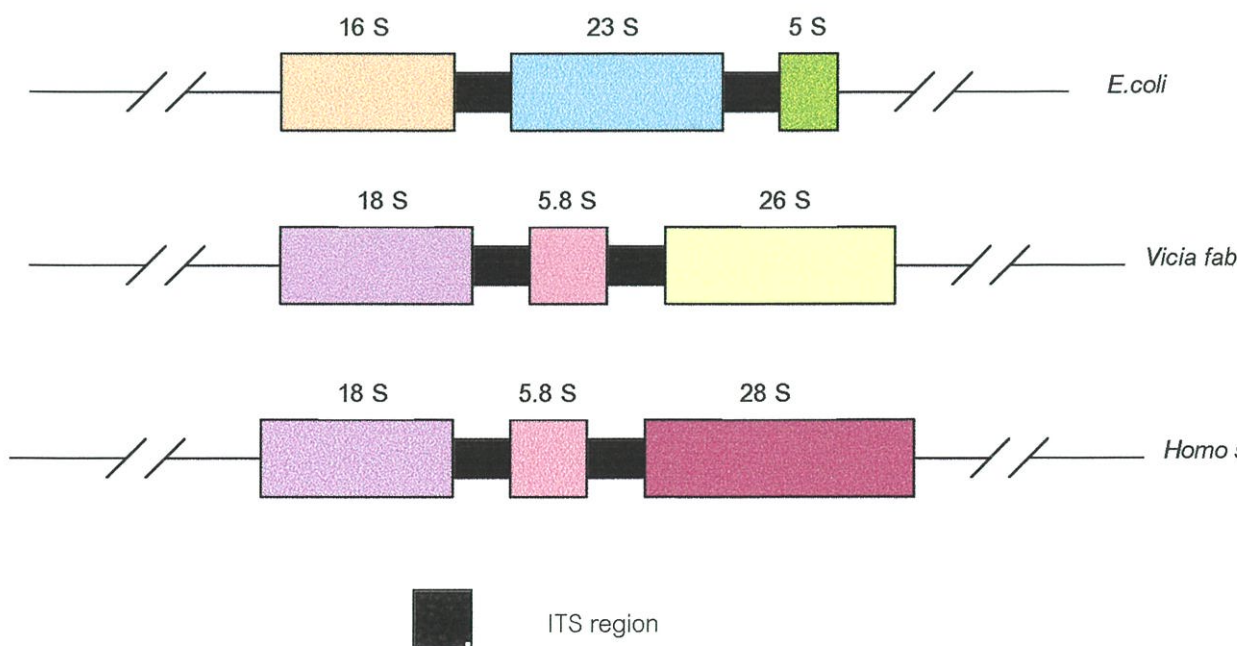 16 S 23 S 5 S
E.coli
18 S 5.8 S 26 S
Vicia fab
18 S 5.8 S 28 S
Homo
ITS region